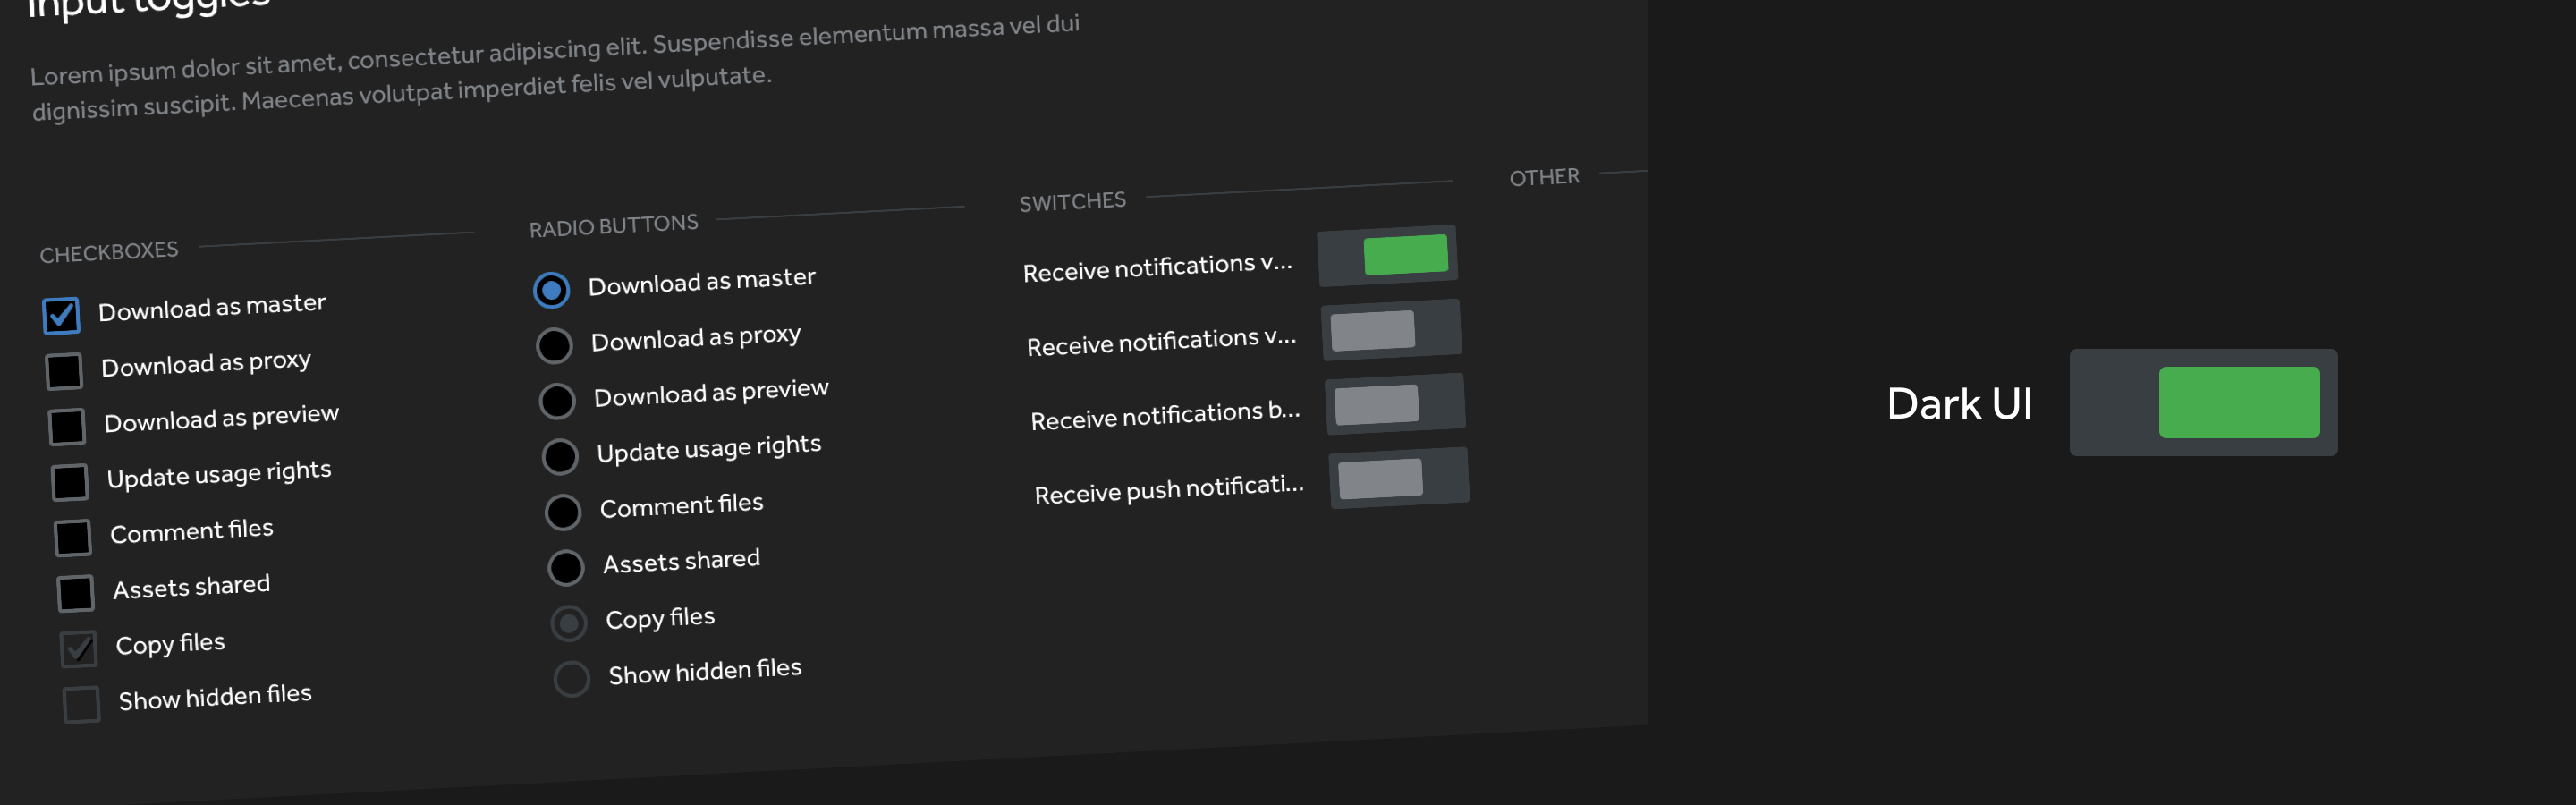 Input toggles
Lorem ipsum dolor sit amet, consectetur adipiscing elit. Suspendisse elementum massa vel dui
dignissim suscipit. Maecenas volutpat imperdiet felis vel vulputate.
CHECKBOXES
Download as master
Download as proxy
Download as preview
Update usage rights
Comment files
Assets shared
Copy files
Show hidden files
RADIO BUTTONS
Download as master
Download as proxy
Download as preview
Update usage rights
Comment files
Assets shared
Copy files
Show hidden files
SWITCHES
Receive notifications v...
Receive notifications v...
Receive notifications b...
Receive push notificati...
OTHER
Dark UI